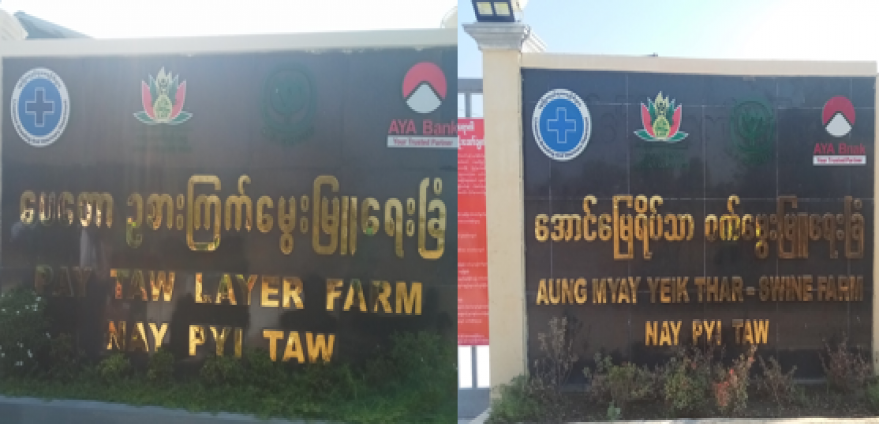 AYA Bank
Your Trusted Partner
ဗေတော ဥစားကြက်မွေးမြူရေးခြံ
PAY TAW LAYER FARM
NAY PYI TAW
AYA Bank
Your Trusted Partner
အောင်မြေရိပ်သာ ဝက်မွေးမြူရေးခြံ
AUNG MYAY YEIK THAR - SWINE FARM
NAY PYI TAW